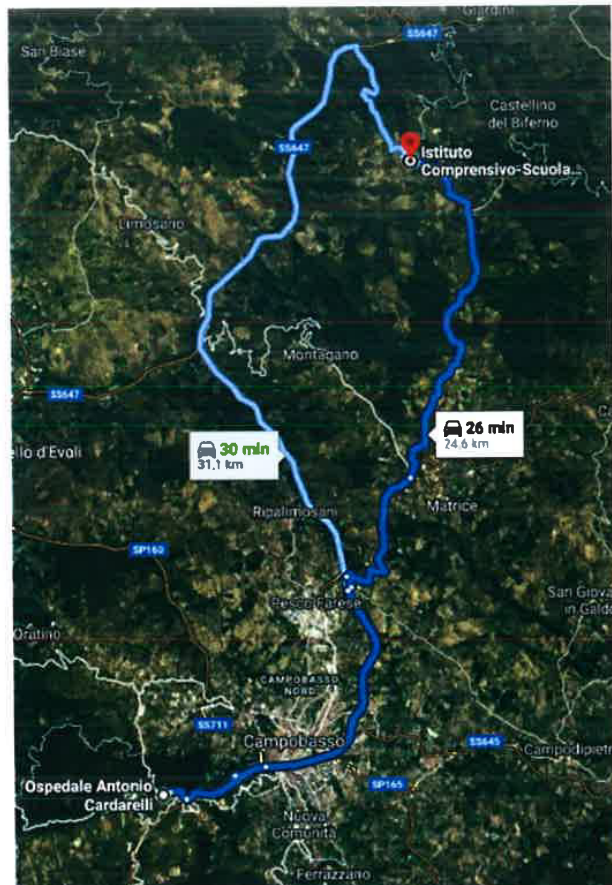 Giardini
SS647
San Biase
Castellino
del Biferno
Istituto
Comprensivo-Scuola...
SS647
Limosano
Montagano
SS647
26 min
24,6 km
30 min
31,1 km
ello d'Evoli
Ripalimosani
Matrice
SP160
Pesco Farese
San Giova
in Galdo
Oratino
CAMPOBASSO
NORD
SS711
Campobasso
SS645
Campodipietr
Ospedale Antonio
Cardarelli
SP165
Nuova
Comunità
Ferrazzano